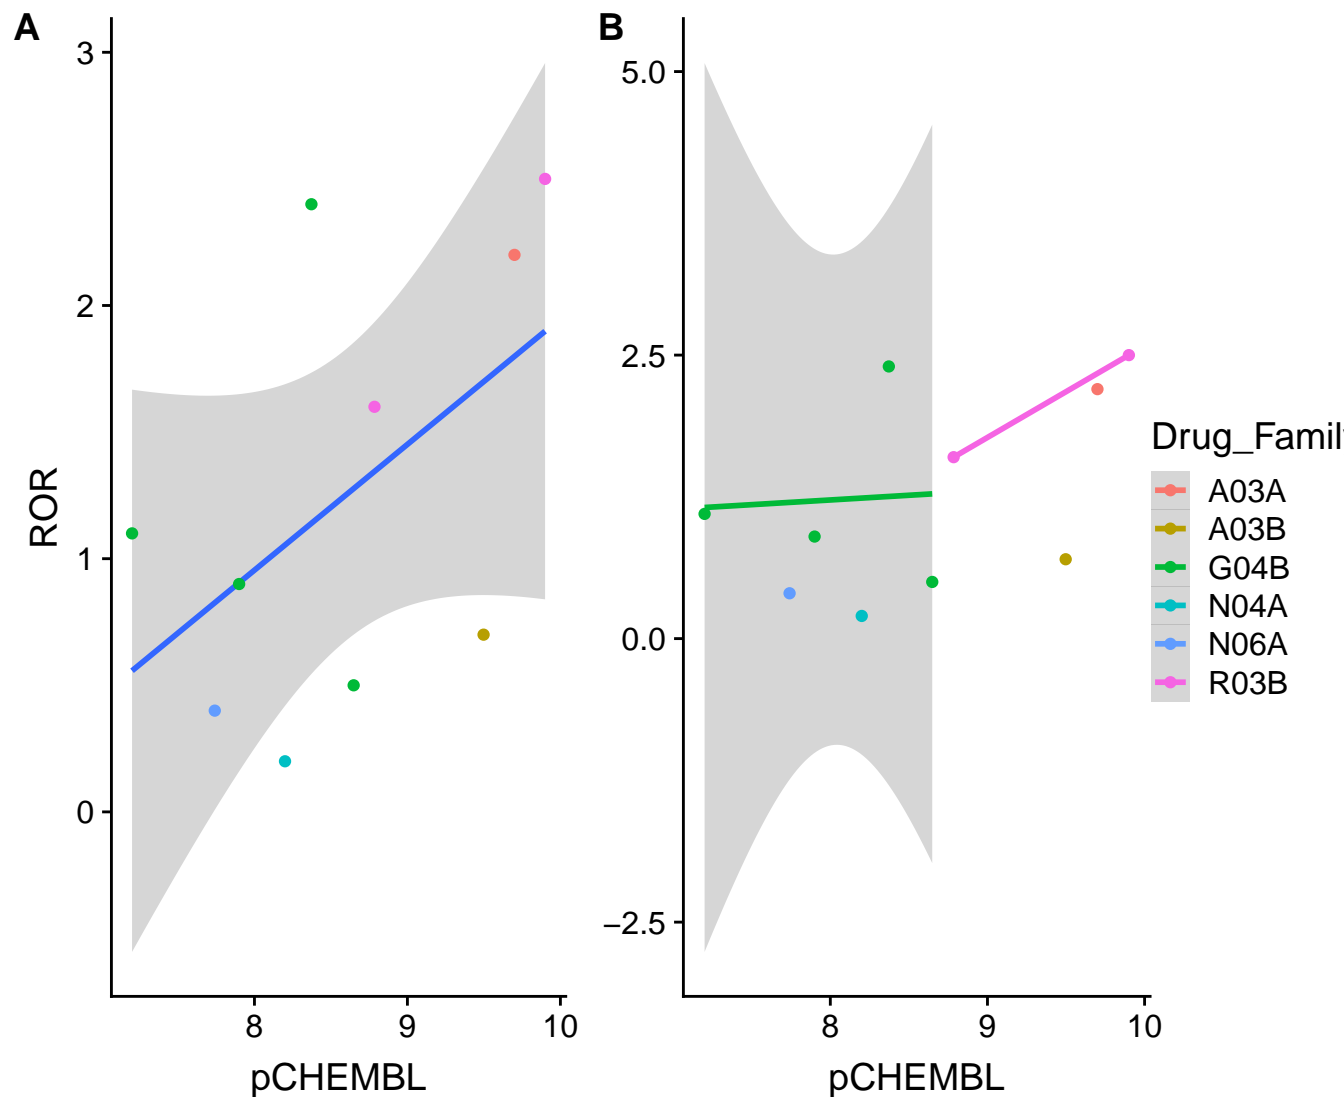 A
3
2
1
0
ROR
8
9
10
pCHEMBL
B
5.0
2.5
0.0
−2.5
8
9
10
pCHEMBL
Drug_Famil
A03A
A03B
G04B
N04A
N06A
R03B